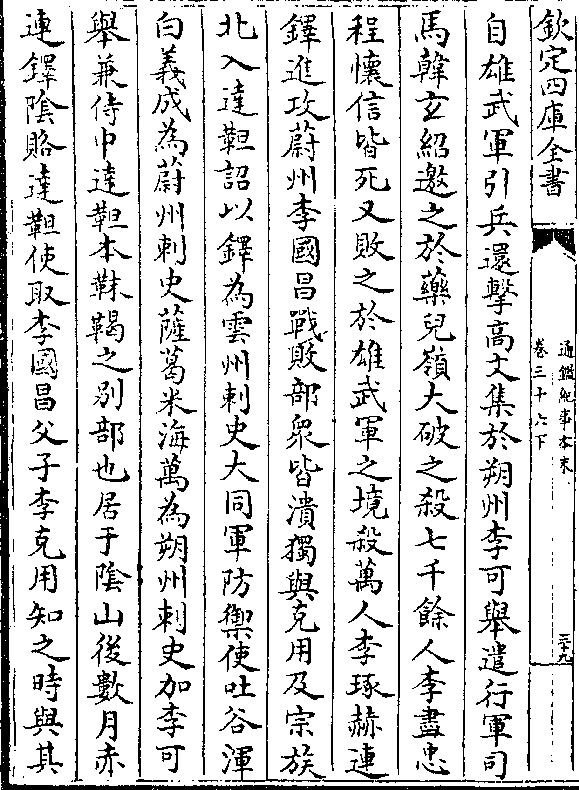 欽定四庫全書
通鑑紀事本末
卷三十六下
三十九
自雄武軍引兵還擊高文集於朔州李可舉遣行軍司
馬韓玄紹邀之於藥兒嶺大破之殺七千餘人李盡忠
程懷信皆死又敗之於雄武軍之境殺萬人李琢赫連
鐸進攻蔚州李國昌戰敗部衆皆潰獨與克用及宗族
北入達靼詔以鐸為雲州刺史大同軍防禦使吐谷渾
白義成為蔚州刺史薩葛米海萬為朔州刺史加李可
舉兼侍中達靼本靺鞨之别部也居于隂山後數月赤
連鐸隂賂達靼使取李國昌父子李克用知之時與其